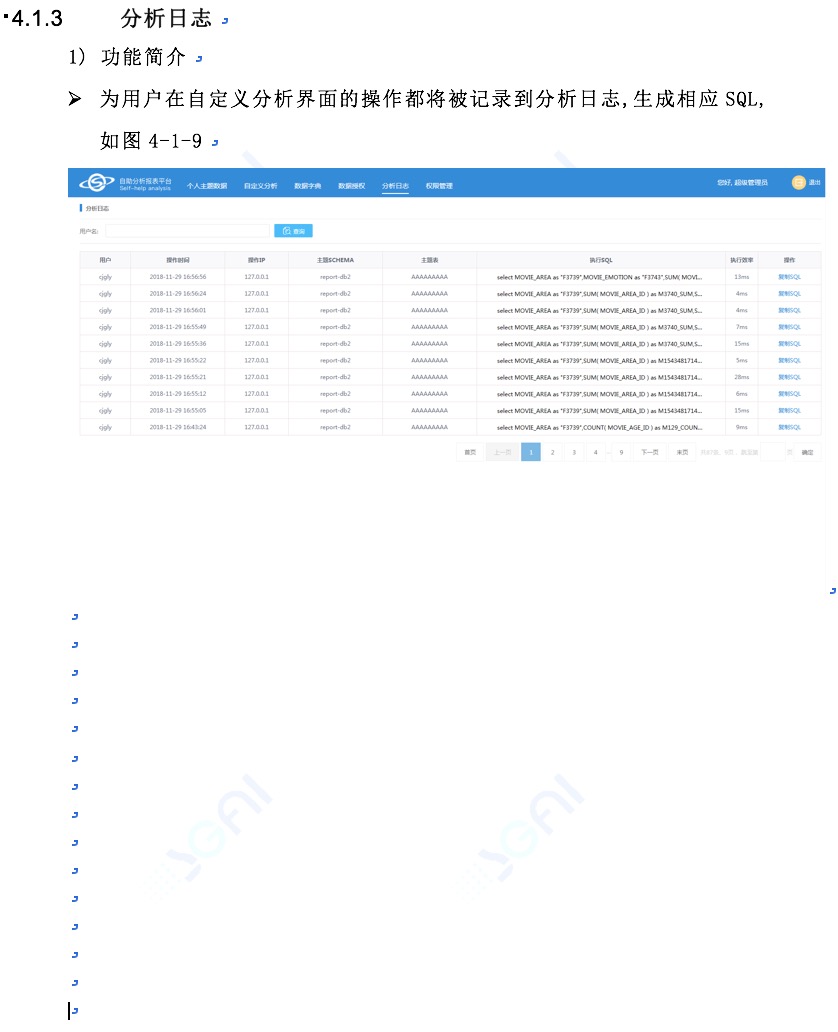 4.1.3 分析日志
1) 功能简介
➢ 为用户在自定义分析界面的操作都将被记录到分析日志,生成相应 SQL,
如图 4-1-9
自助分析报表平台
Self-help analysis
个人主题数据 自定义分析 数据字典 数据授权 分析日志 权限管理 您好, 超级管理员 退出
分析日志
用户名: 查询
用户 操作时间 操作IP 主题SCHEMA 主题表 执行SQL 执行效率 操作
cjgly 2018-11-29 16:56:56 127.0.0.1 report-db2 AAAAAAAAA select MOVIE_AREA as "F3739",MOVIE_EMOTION as "F3743",SUM( MOVI... 13ms 复制SQL
cjgly 2018-11-29 16:56:24 127.0.0.1 report-db2 AAAAAAAAA select MOVIE_AREA as "F3739",SUM( MOVIE_AREA_ID ) as M3740_SUM,S... 4ms 复制SQL
cjgly 2018-11-29 16:56:01 127.0.0.1 report-db2 AAAAAAAAA select MOVIE_AREA as "F3739",SUM( MOVIE_AREA_ID ) as M3740_SUM,S... 4ms 复制SQL
cjgly 2018-11-29 16:55:49 127.0.0.1 report-db2 AAAAAAAAA select MOVIE_AREA as "F3739",SUM( MOVIE_AREA_ID ) as M3740_SUM,S... 7ms 复制SQL
cjgly 2018-11-29 16:55:36 127.0.0.1 report-db2 AAAAAAAAA select MOVIE_AREA as "F3739",SUM( MOVIE_AREA_ID ) as M3740_SUM,S... 15ms 复制SQL
cjgly 2018-11-29 16:55:22 127.0.0.1 report-db2 AAAAAAAAA select MOVIE_AREA as "F3739",SUM( MOVIE_AREA_ID ) as M1543481714... 5ms 复制SQL
cjgly 2018-11-29 16:55:21 127.0.0.1 report-db2 AAAAAAAAA select MOVIE_AREA as "F3739",SUM( MOVIE_AREA_ID ) as M1543481714... 28ms 复制SQL
cjgly 2018-11-29 16:55:12 127.0.0.1 report-db2 AAAAAAAAA select MOVIE_AREA as "F3739",SUM( MOVIE_AREA_ID ) as M1543481714... 6ms 复制SQL
cjgly 2018-11-29 16:55:05 127.0.0.1 report-db2 AAAAAAAAA select MOVIE_AREA as "F3739",SUM( MOVIE_AREA_ID ) as M1543481714... 15ms 复制SQL
cjgly 2018-11-29 16:43:24 127.0.0.1 report-db2 AAAAAAAAA select MOVIE_AREA as "F3739",COUNT( MOVIE_AGE_ID ) as M129_COUN... 9ms 复制SQL
首页 上一页 1 2 3 4 ... 9 下一页 末页 页 确定